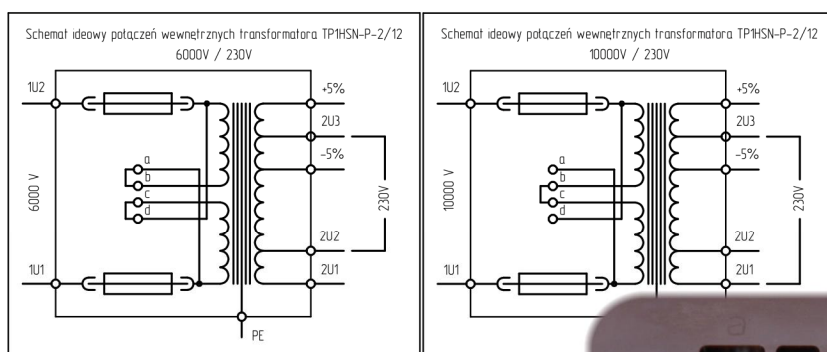 Schemat ideowy połączeń wewnętrznych transformatora TP1HSN-P-2/12
6000V / 230V
1U2
+5%
2U3
-5%
a
b
c
d
6000 V
230V
2U2
1U1
2U1
PE
Schemat ideowy połączeń wewnętrznych transformatora TP1HSN-P-2/12
10000V / 230V
1U2
+5%
2U3
-5%
a
b
c
d
10000 V
230V
2U2
1U1
2U1